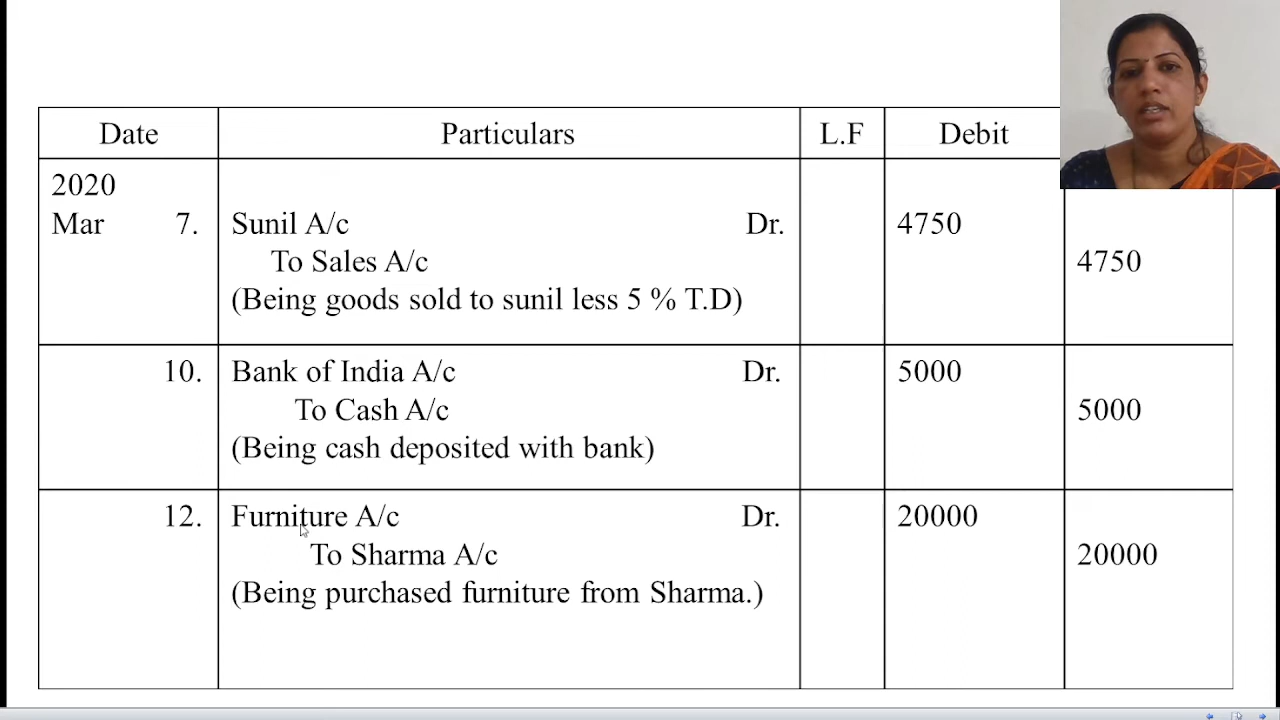 Date Particulars L.F Debit
2020
Mar 7. Sunil A/c Dr. 4750
To Sales A/c 4750
(Being goods sold to sunil less 5 % T.D)
10. Bank of India A/c Dr. 5000
To Cash A/c 5000
(Being cash deposited with bank)
12. Furniture A/c Dr. 20000
To Sharma A/c 20000
(Being purchased furniture from Sharma.)